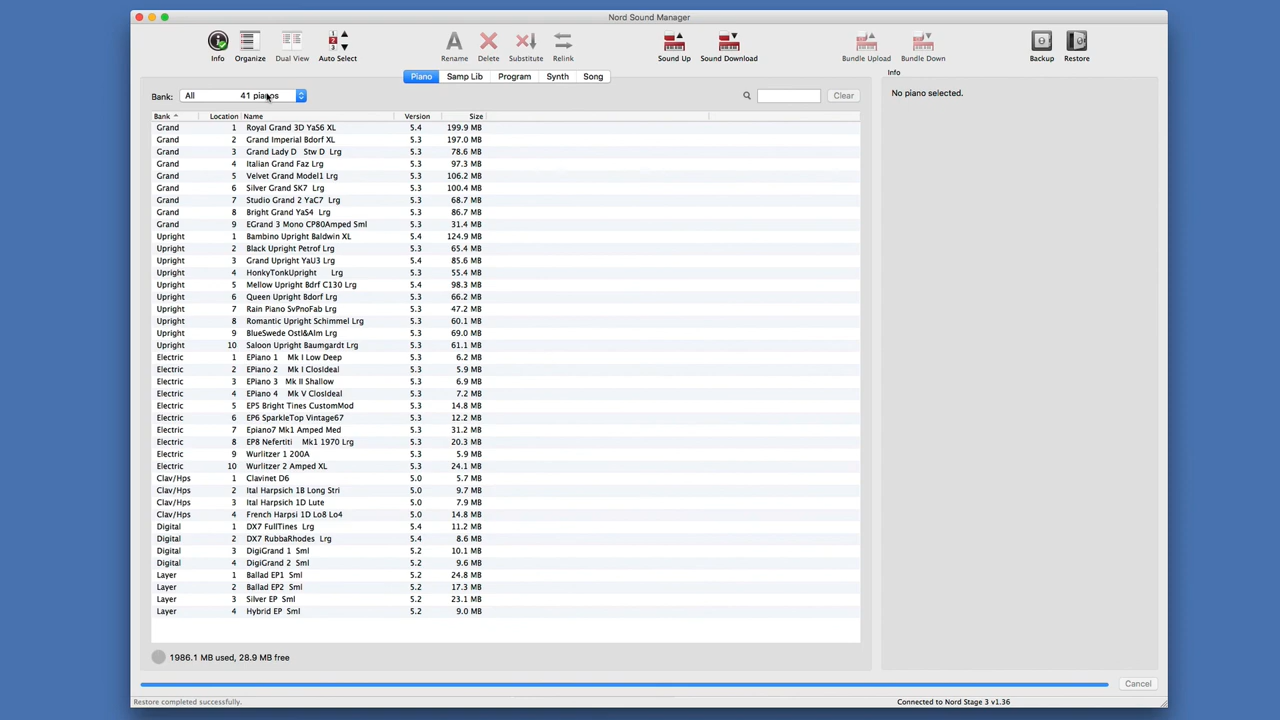 Nord Sound Manager
Info Organize Dual View Auto Select Rename Delete Substitute Relink Sound Up Sound Download Bundle Upload Bundle Down Backup Restore
Piano Samp Lib Program Synth Song
Info
Bank: All 41 pianos Clear
No piano selected.
Bank Location Name Version Size
Grand 1 Royal Grand 3D YaS6 XL 5.4 199.9 MB
Grand 2 Grand Imperial Bdorf XL 5.3 197.0 MB
Grand 3 Grand Lady D Stw D Lrg 5.3 78.6 MB
Grand 4 Italian Grand Faz Lrg 5.3 97.3 MB
Grand 5 Velvet Grand Model1 Lrg 5.3 106.2 MB
Grand 6 Silver Grand SK7 Lrg 5.3 100.4 MB
Grand 7 Studio Grand 2 YaC7 Lrg 5.3 68.7 MB
Grand 8 Bright Grand YaS4 Lrg 5.3 86.7 MB
Grand 9 EGrand 3 Mono CP80Amped Sml 5.3 31.4 MB
Upright 1 Bambino Upright Baldwin XL 5.4 124.9 MB
Upright 2 Black Upright Petrof Lrg 5.3 65.4 MB
Upright 3 Grand Upright YaU3 Lrg 5.4 85.6 MB
Upright 4 HonkyTonkUpright Lrg 5.3 55.4 MB
Upright 5 Mellow Upright Bdrf C130 Lrg 5.4 98.3 MB
Upright 6 Queen Upright Bdorf Lrg 5.3 66.2 MB
Upright 7 Rain Piano SvPnoFab Lrg 5.3 47.2 MB
Upright 8 Romantic Upright Schimmel Lrg 5.3 60.1 MB
Upright 9 BlueSwede Ostl&Alm Lrg 5.3 69.0 MB
Upright 10 Saloon Upright Baumgardt Lrg 5.3 61.1 MB
Electric 1 EPiano 1 Mk I Low Deep 5.3 6.2 MB
Electric 2 EPiano 2 Mk I ClosIdeal 5.3 5.9 MB
Electric 3 EPiano 3 Mk II Shallow 5.3 6.9 MB
Electric 4 EPiano 4 Mk V ClosIdeal 5.3 7.2 MB
Electric 5 EP5 Bright Tines CustomMod 5.3 14.8 MB
Electric 6 EP6 SparkleTop Vintage67 5.3 12.2 MB
Electric 7 Epiano7 Mk1 Amped Med 5.3 31.2 MB
Electric 8 EP8 Nefertiti Mk1 1970 Lrg 5.3 20.3 MB
Electric 9 Wurlitzer 1 200A 5.3 5.9 MB
Electric 10 Wurlitzer 2 Amped XL 5.3 24.1 MB
Clav/Hps 1 Clavinet D6 5.0 5.7 MB
Clav/Hps 2 Ital Harpsich 1B Long Stri 5.0 9.7 MB
Clav/Hps 3 Ital Harpsich 1D Lute 5.0 7.9 MB
Clav/Hps 4 French Harpsi 1D Lo8 Lo4 5.0 14.8 MB
Digital 1 DX7 FullTines Lrg 5.4 11.2 MB
Digital 2 DX7 RubbaRhodes Lrg 5.4 8.6 MB
Digital 3 DigiGrand 1 Sml 5.2 10.1 MB
Digital 4 DigiGrand 2 Sml 5.2 9.6 MB
Layer 1 Ballad EP1 Sml 5.2 24.8 MB
Layer 2 Ballad EP2 Sml 5.2 17.3 MB
Layer 3 Silver EP Sml 5.2 23.1 MB
Layer 4 Hybrid EP Sml 5.2 9.0 MB
1986.1 MB used, 28.9 MB free
Cancel
Restore completed successfully. Connected to Nord Stage 3 v1.36